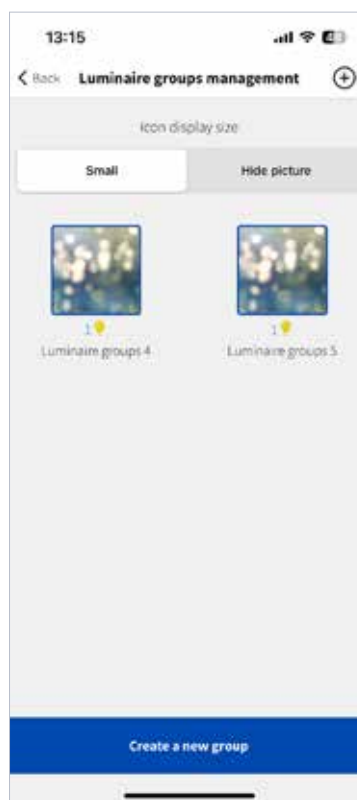 13:15
Back Luminaire groups management
Icon display size
Small Hide picture
1 1
Luminaire groups 4 Luminaire groups 5
Create a new group